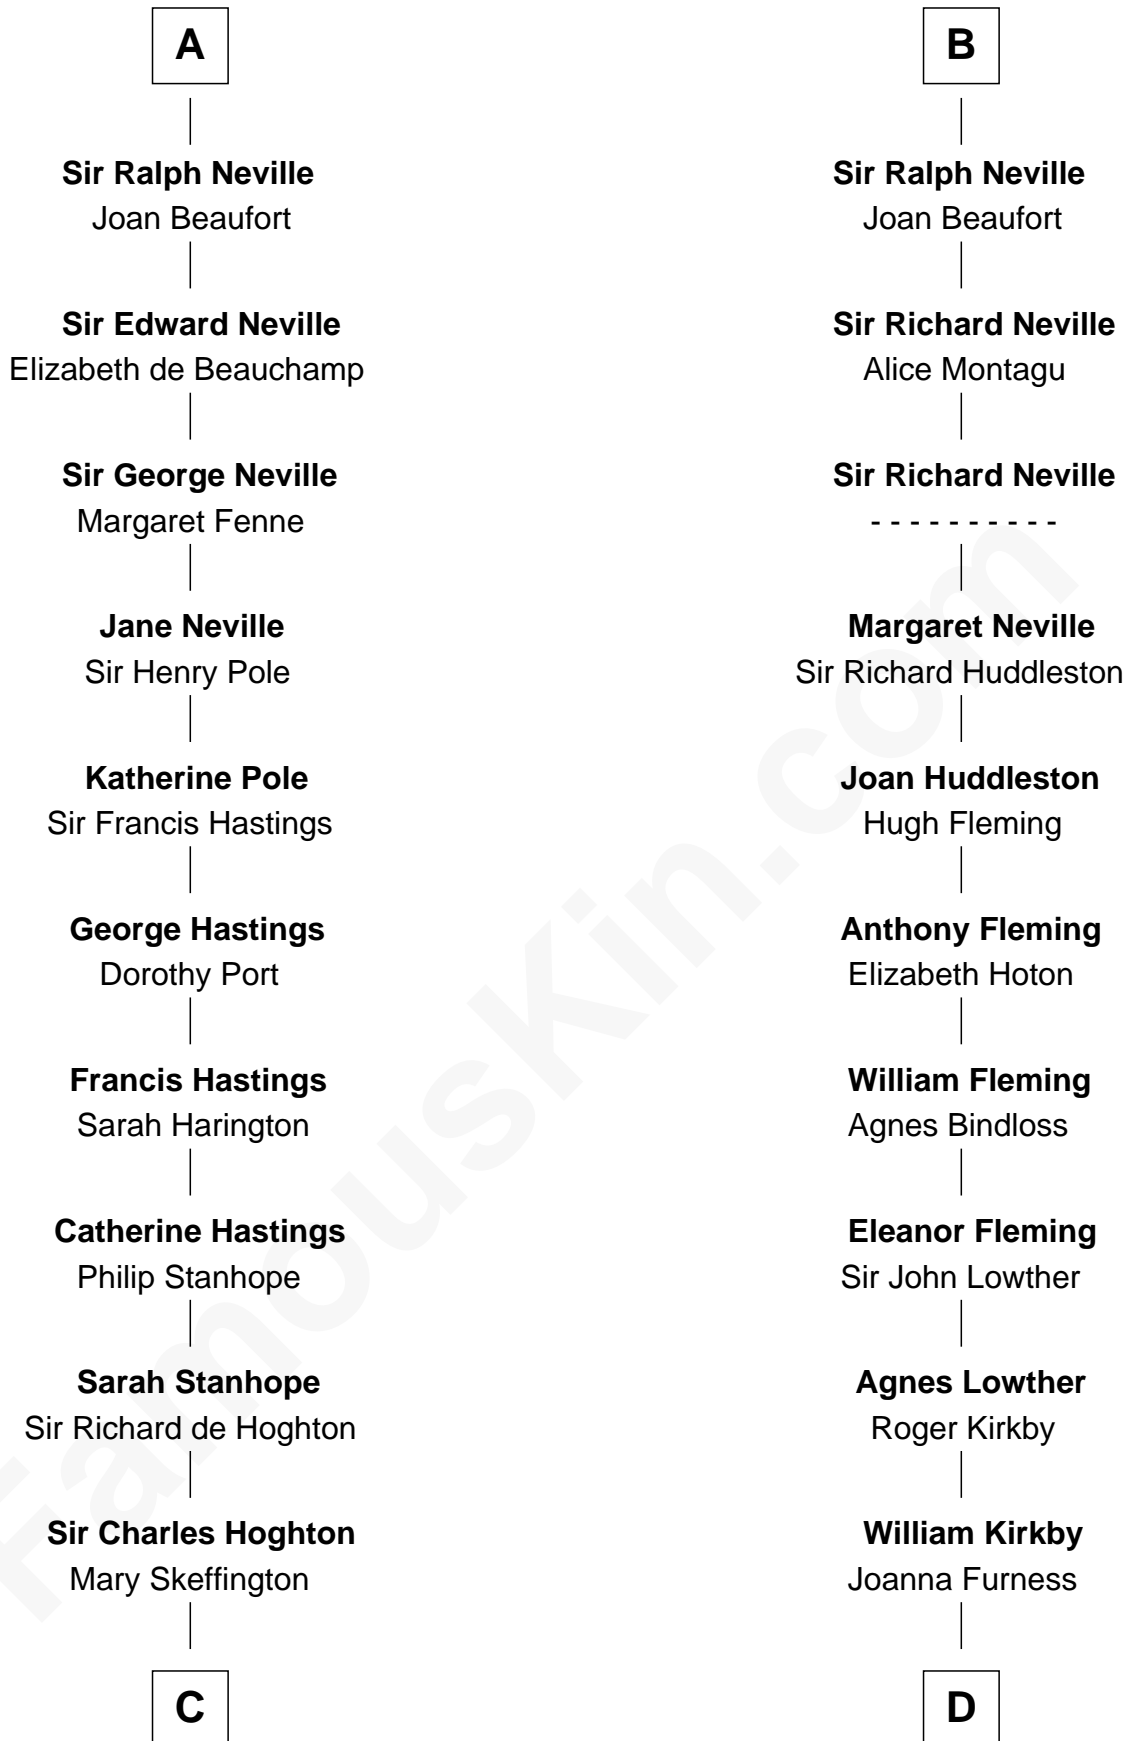 A
Sir Ralph Neville
Joan Beaufort
Sir Edward Neville
Elizabeth de Beauchamp
Sir George Neville
Margaret Fenne
Jane Neville
Sir Henry Pole
Katherine Pole
Sir Francis Hastings
George Hastings
Dorothy Port
Francis Hastings
Sarah Harington
Catherine Hastings
Philip Stanhope
Sarah Stanhope
Sir Richard de Hoghton
Sir Charles Hoghton
Mary Skeffington
C
B
Sir Ralph Neville
Joan Beaufort
Sir Richard Neville
Alice Montagu
Sir Richard Neville
- - - - - - - - - -
Margaret Neville
Sir Richard Huddleston
Joan Huddleston
Hugh Fleming
Anthony Fleming
Elizabeth Hoton
William Fleming
Agnes Bindloss
Eleanor Fleming
Sir John Lowther
Agnes Lowther
Roger Kirkby
William Kirkby
Joanna Furness
D
FamousKin.com